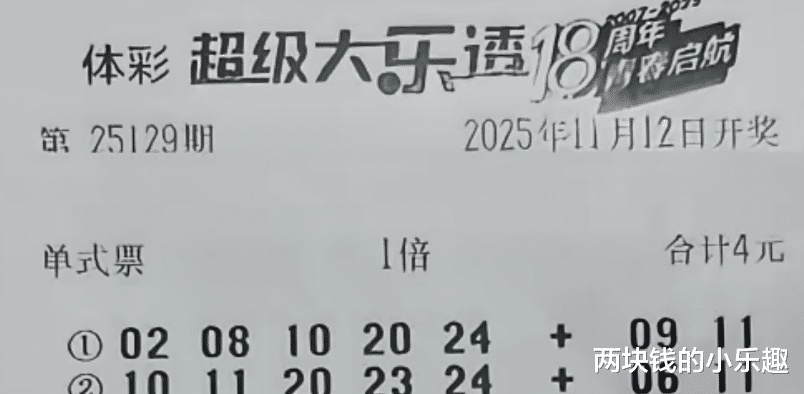 体彩 超级大乐透 18 2007-2025
周年
青春启航
第 25129期 2025年11月12日开奖
单式票 1倍 合计4元
① 02 08 10 20 24 + 09 11
② 10 11 20 23 24 + 06 11
两块钱的小乐趣